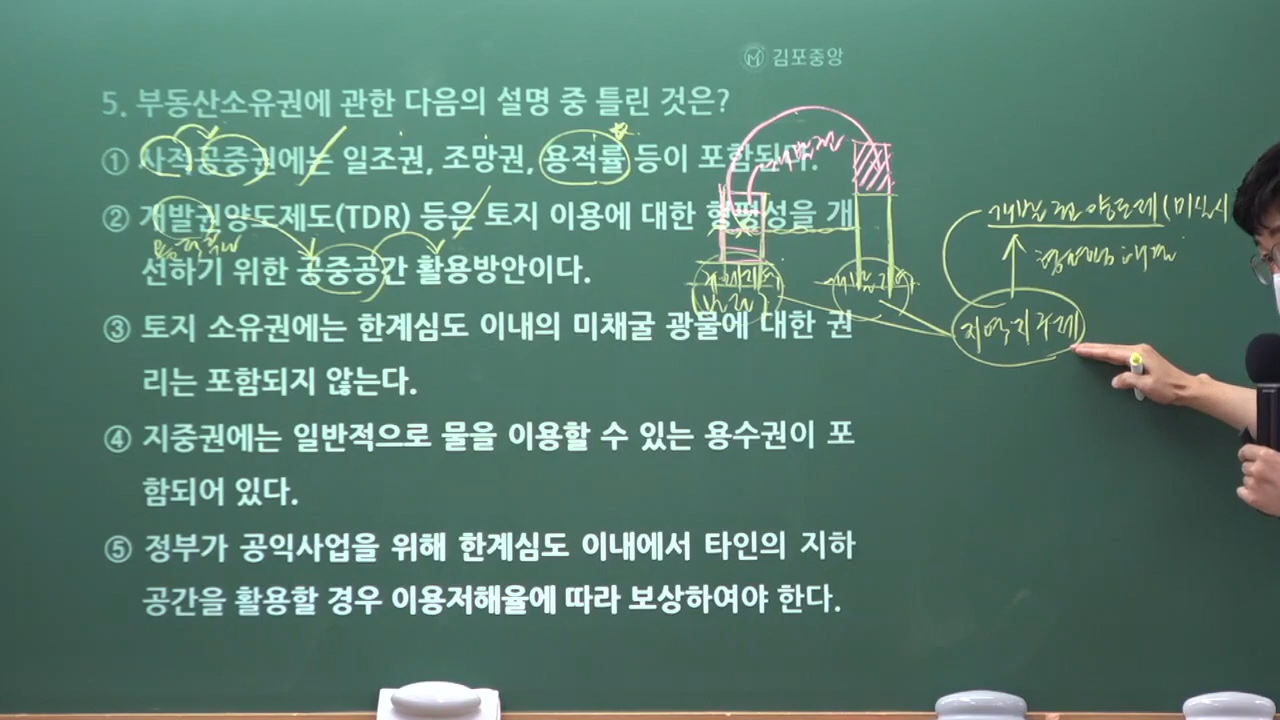 김포중앙
5. 부동산소유권에 관한 다음의 설명 중 틀린 것은?
① 사적공중권에는 일조권, 조망권, 용적률 등이 포함된다.
② 개발권양도제도(TDR) 등은 토지 이용에 대한 형평성을 개
선하기 위한 공중공간 활용방안이다.
③ 토지 소유권에는 한계심도 이내의 미채굴 광물에 대한 권
리는 포함되지 않는다.
④ 지중권에는 일반적으로 물을 이용할 수 있는 용수권이 포
함되어 있다.
⑤ 정부가 공익사업을 위해 한계심도 이내에서 타인의 지하
공간을 활용할 경우 이용저해율에 따라 보상하여야 한다.
개발권
개발권양도제(미실시
지역지구제